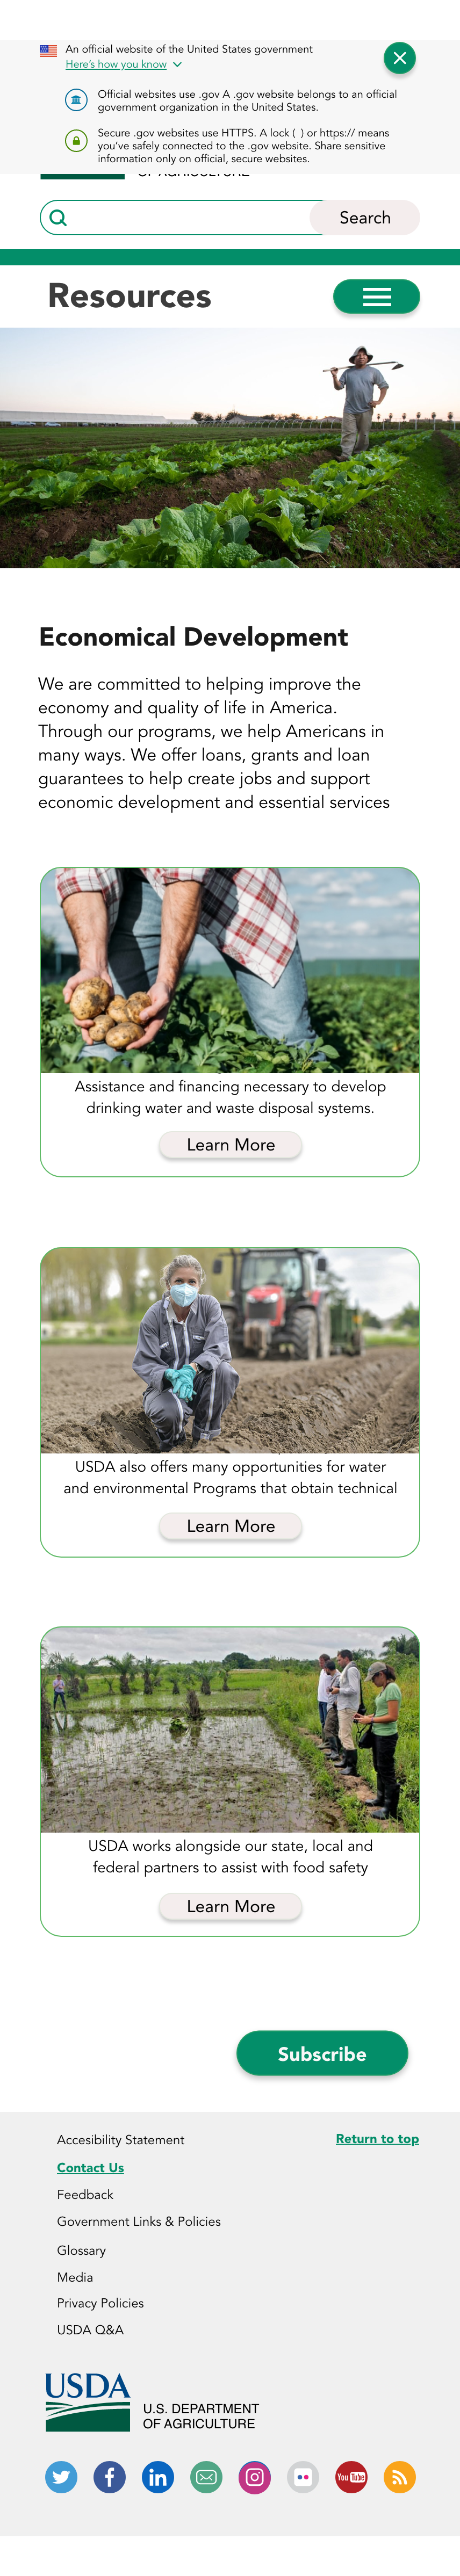 An official website of the United States government
Here's how you know
Official websites use .gov A .gov website belongs to an official
government organization in the United States.
Secure .gov websites use HTTPS. A lock ( ) or https:// means
you've safely connected to the .gov website. Share sensitive
information only on official, secure websites.
OF AGRICULTURE
Search
Resources
Economical Development
We are committed to helping improve the
economy and quality of life in America.
Through our programs, we help Americans in
many ways. We offer loans, grants and loan
guarantees to help create jobs and support
economic development and essential services
Assistance and financing necessary to develop
drinking water and waste disposal systems.
Learn More
USDA also offers many opportunities for water
and environmental Programs that obtain technical
Learn More
USDA works alongside our state, local and
federal partners to assist with food safety
Learn More
Subscribe
Accesibility Statement
Return to top
Contact Us
Feedback
Government Links & Policies
Glossary
Media
Privacy Policies
USDA Q&A
USDA
U.S. DEPARTMENT
OF AGRICULTURE
You Tube